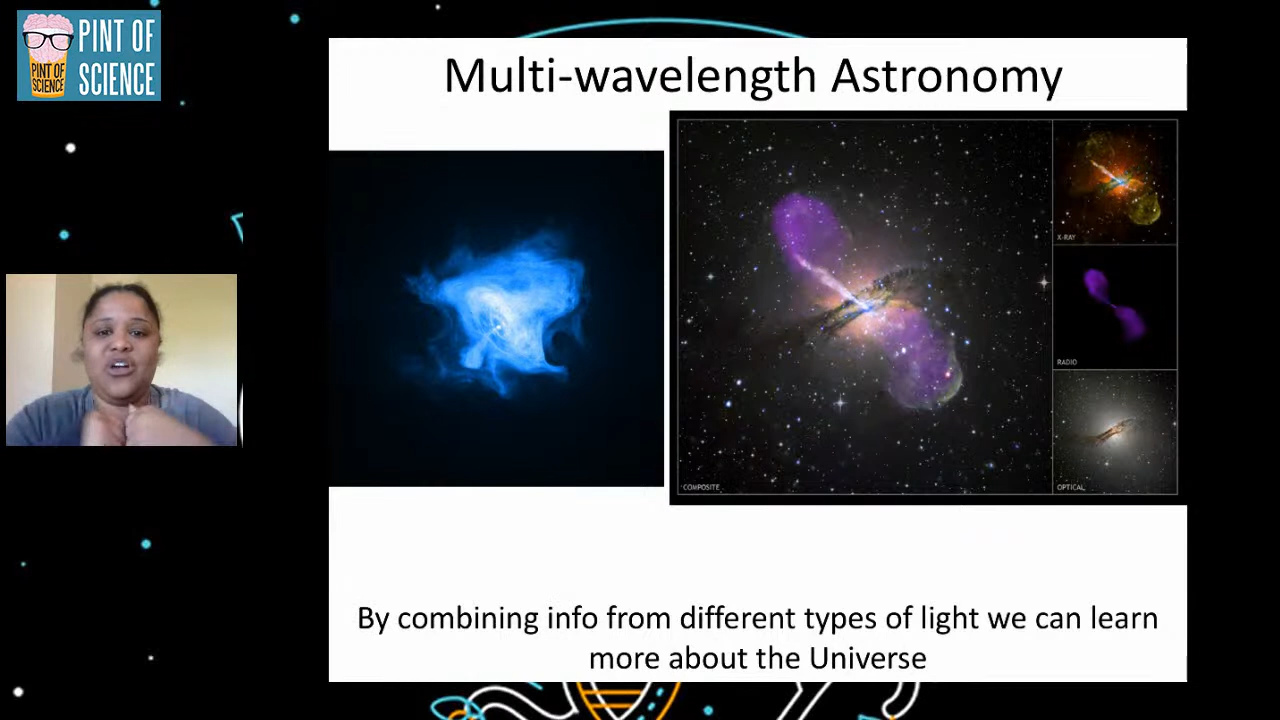 PINT OF
SCIENCE
PINT OF
SCIENCE
Multi-wavelength Astronomy
X-RAY
RADIO
COMPOSITE
OPTICAL
By combining info from different types of light we can learn
more about the Universe